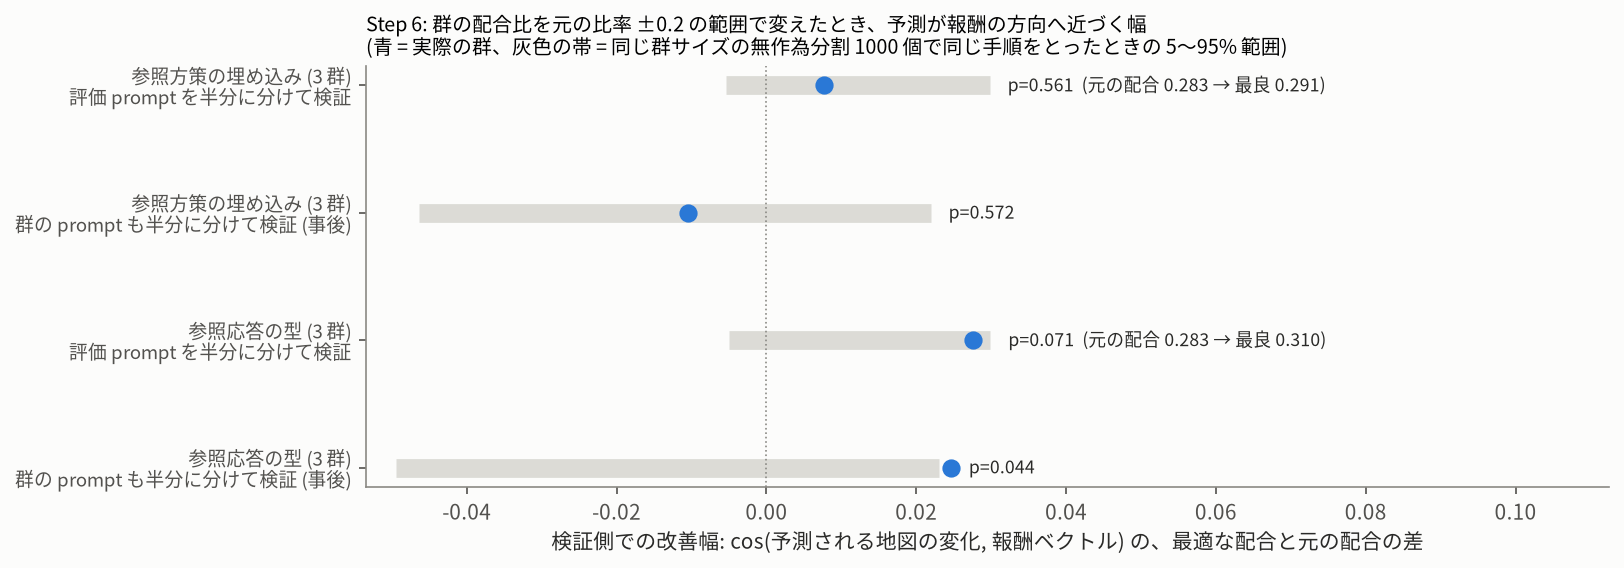 Step 6: 群の配合比を元の比率 ±0.2 の範囲で変えたとき、予測が報酬の方向へ近づく幅
(青 = 実際の群、灰色の帯 = 同じ群サイズの無作為分割 1000 個で同じ手順をとったときの 5〜95% 範囲)
参照方策の埋め込み (3 群)
評価 prompt を半分に分けて検証
p=0.561 (元の配合 0.283 → 最良 0.291)
参照方策の埋め込み (3 群)
群の prompt も半分に分けて検証 (事後)
p=0.572
参照応答の型 (3 群)
評価 prompt を半分に分けて検証
p=0.071 (元の配合 0.283 → 最良 0.310)
参照応答の型 (3 群)
群の prompt も半分に分けて検証 (事後)
p=0.044
-0.04 -0.02 0.00 0.02 0.04 0.06 0.08 0.10
検証側での改善幅: cos(予測される地図の変化, 報酬ベクトル) の、最適な配合と元の配合の差